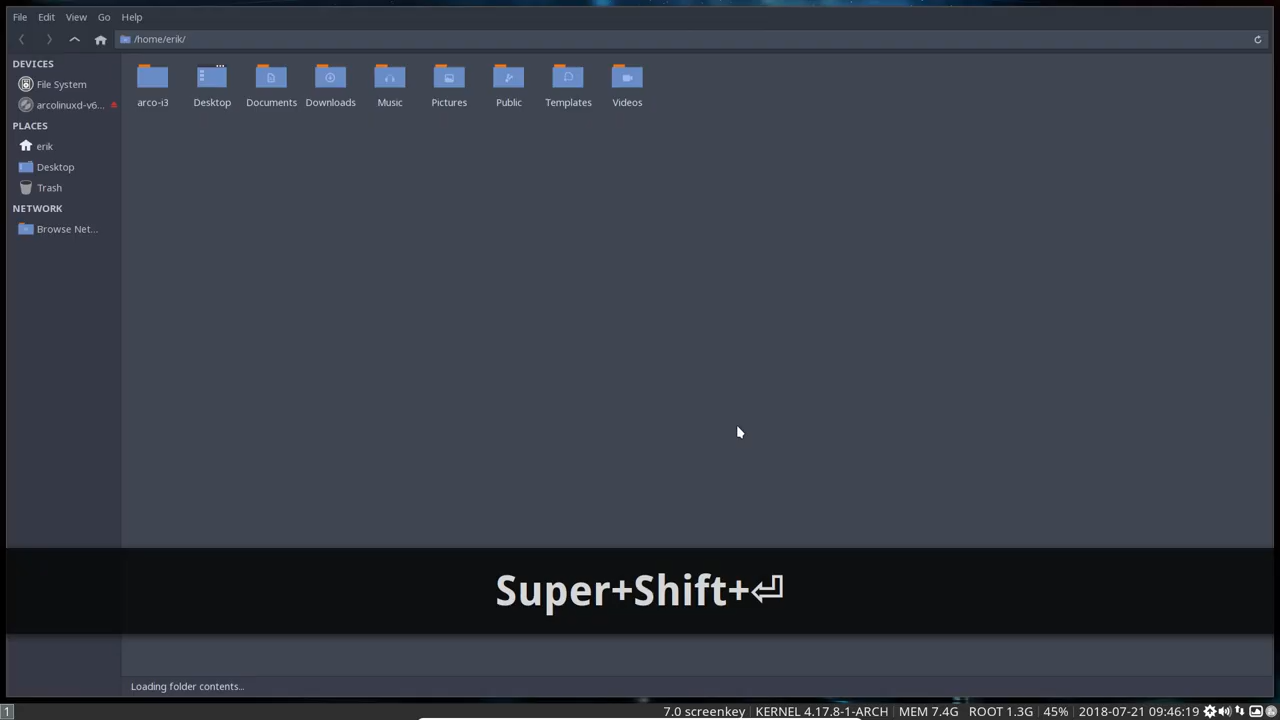 File Edit View Go Help
/home/erik/
DEVICES
File System
arcolinuxd-v6...
PLACES
erik
Desktop
Trash
NETWORK
Browse Net...
arco-i3 Desktop Documents Downloads Music Pictures Public Templates Videos
Super+Shift+⏎
Loading folder contents...
1 7.0 screenkey KERNEL 4.17.8-1-ARCH MEM 7.4G ROOT 1.3G 45% 2018-07-21 09:46:19